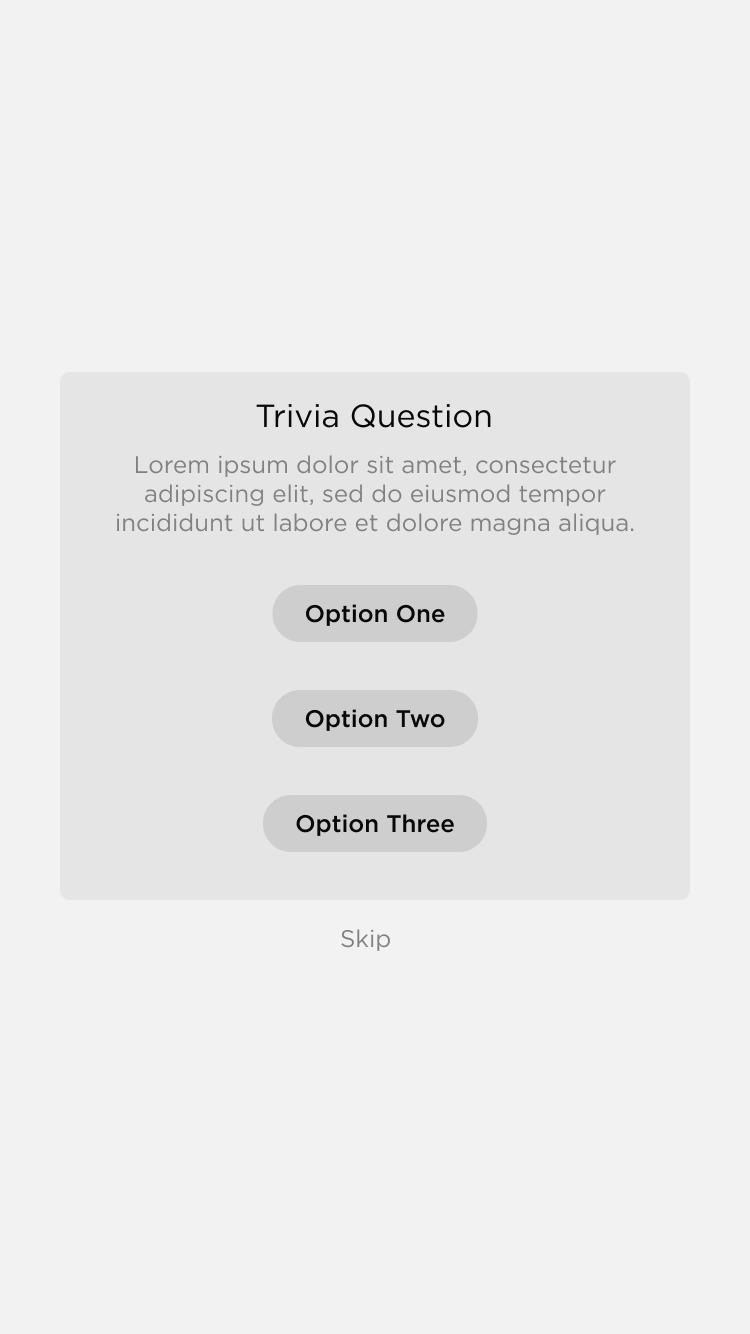 Trivia Question
Lorem ipsum dolor sit amet, consectetur
adipiscing elit, sed do eiusmod tempor
incididunt ut labore et dolore magna aliqua.
Option One
Option Two
Option Three
Skip